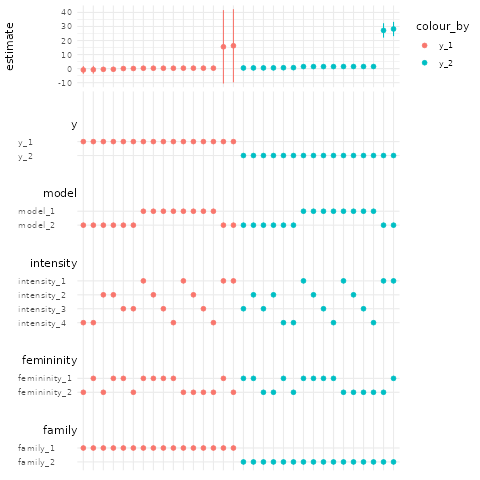 40
30
20
10
0
-10
estimate
colour_by
y_1
y_2
y
y_1
y_2
model
model_1
model_2
intensity
intensity_1
intensity_2
intensity_3
intensity_4
femininity
femininity_1
femininity_2
family
family_1
family_2